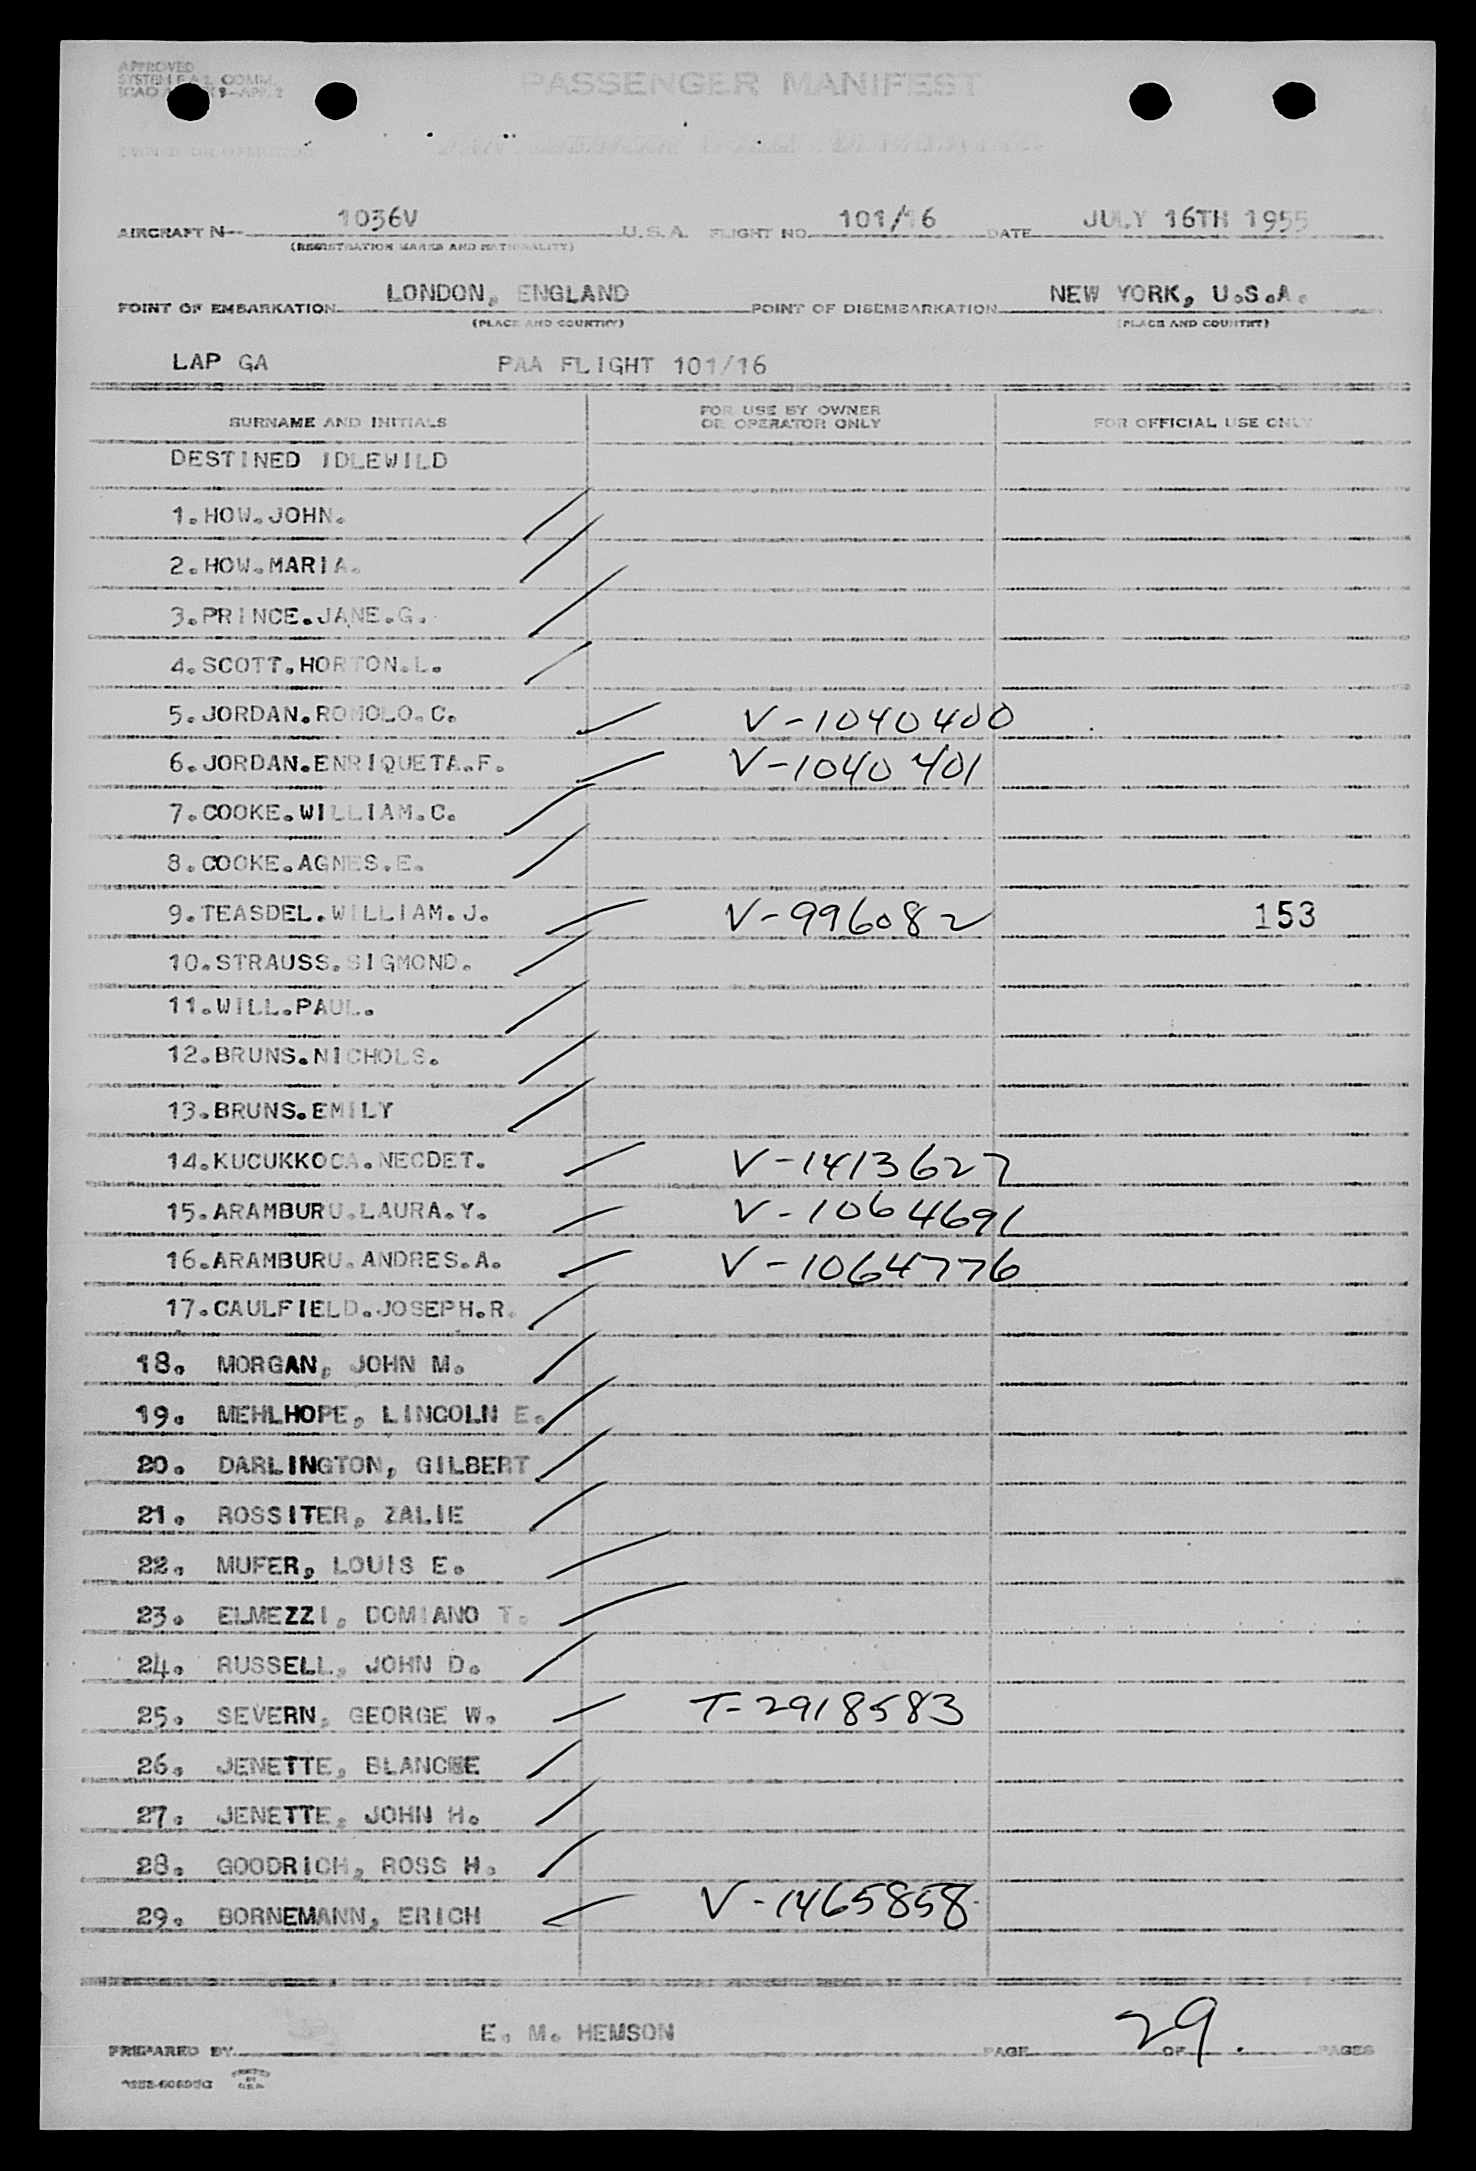 APPROVED
PASSENGER MANIFEST
OWNER OR OPERATOR
AIRCRAFT N— 1036V U.S.A. FLIGHT NO. 101/16 DATE JULY 16TH 1955
(REGISTRATION MARKS AND NATIONALITY)
POINT OF EMBARKATION LONDON, ENGLAND POINT OF DISEMBARKATION NEW YORK, U.S.A.
(PLACE AND COUNTRY) (PLACE AND COUNTRY)
LAP GA PAA FLIGHT 101/16
SURNAME AND INITIALS FOR USE BY OWNER OR OPERATOR ONLY FOR OFFICIAL USE ONLY
DESTINED IDLEWILD
1.HOW.JOHN.
2.HOW.MARIA.
3.PRINCE.JANE.G.
4.SCOTT.HORTON.L.
5.JORDAN.ROMOLO.C. V-1040400
6.JORDAN.ENRIQUETA.F. V-1040401
7.COOKE.WILLIAM.C.
8.COOKE.AGNES.E.
9.TEASDEL.WILLIAM.J. V-996082 153
10.STRAUSS.SIGMOND.
11.WILL.PAUL.
12.BRUNS.NICHOLS.
13.BRUNS.EMILY
14.KUCUKKOCA.NECDET. V-1413627
15.ARAMBURU.LAURA.Y. V-1064691
16.ARAMBURU.ANDRES.A. V-1064776
17.CAULFIELD.JOSEPH.R.
18. MORGAN, JOHN M.
19. MEHLHOPE, LINCOLN E.
20. DARLINGTON, GILBERT
21. ROSSITER, ZALIE
22. MUFER, LOUIS E.
23. ELMEZZI, DOMIANO T.
24. RUSSELL, JOHN D.
25. SEVERN, GEORGE W. T-2918583
26. JENETTE, BLANCHE
27. JENETTE, JOHN H.
28. GOODRICH, ROSS H.
29. BORNEMANN, ERICH V-1465858
PREPARED BY E. M. HEMSON PAGE OF PAGES
29.
PRINTED IN U.S.A.